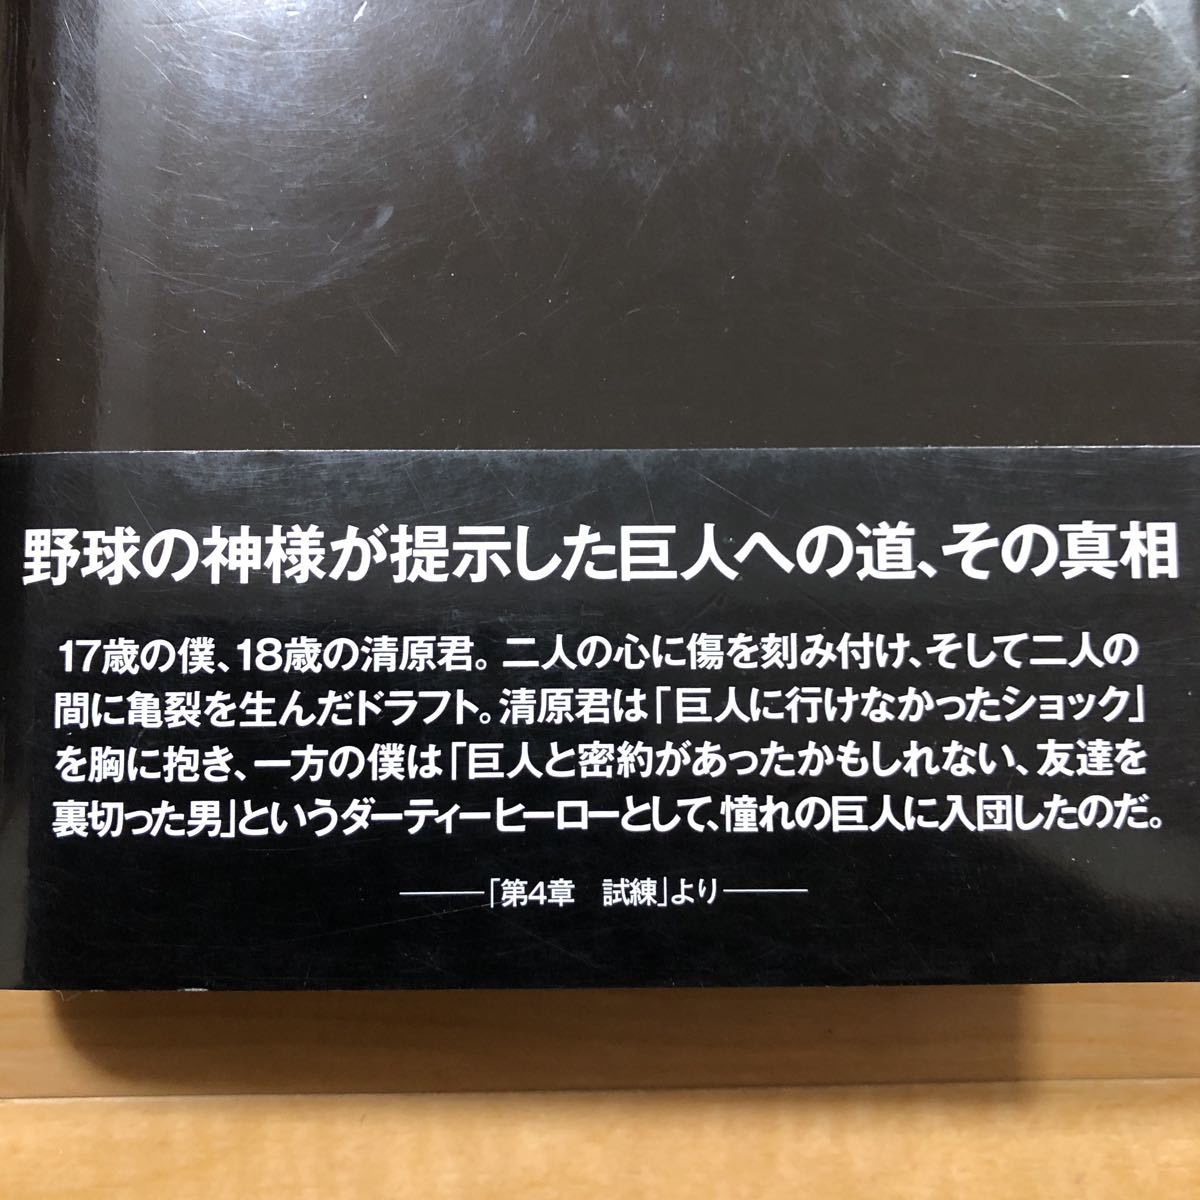 野球の神様が提示した巨人への道、その真相
17歳の僕、18歳の清原君。二人の心に傷を刻み付け、そして二人の
間に亀裂を生んだドラフト。清原君は「巨人に行けなかったショック」
を胸に抱き、一方の僕は「巨人と密約があったかもしれない、友達を
裏切った男」というダーティーヒーローとして、憧れの巨人に入団したのだ。
――「第4章　試練」より――